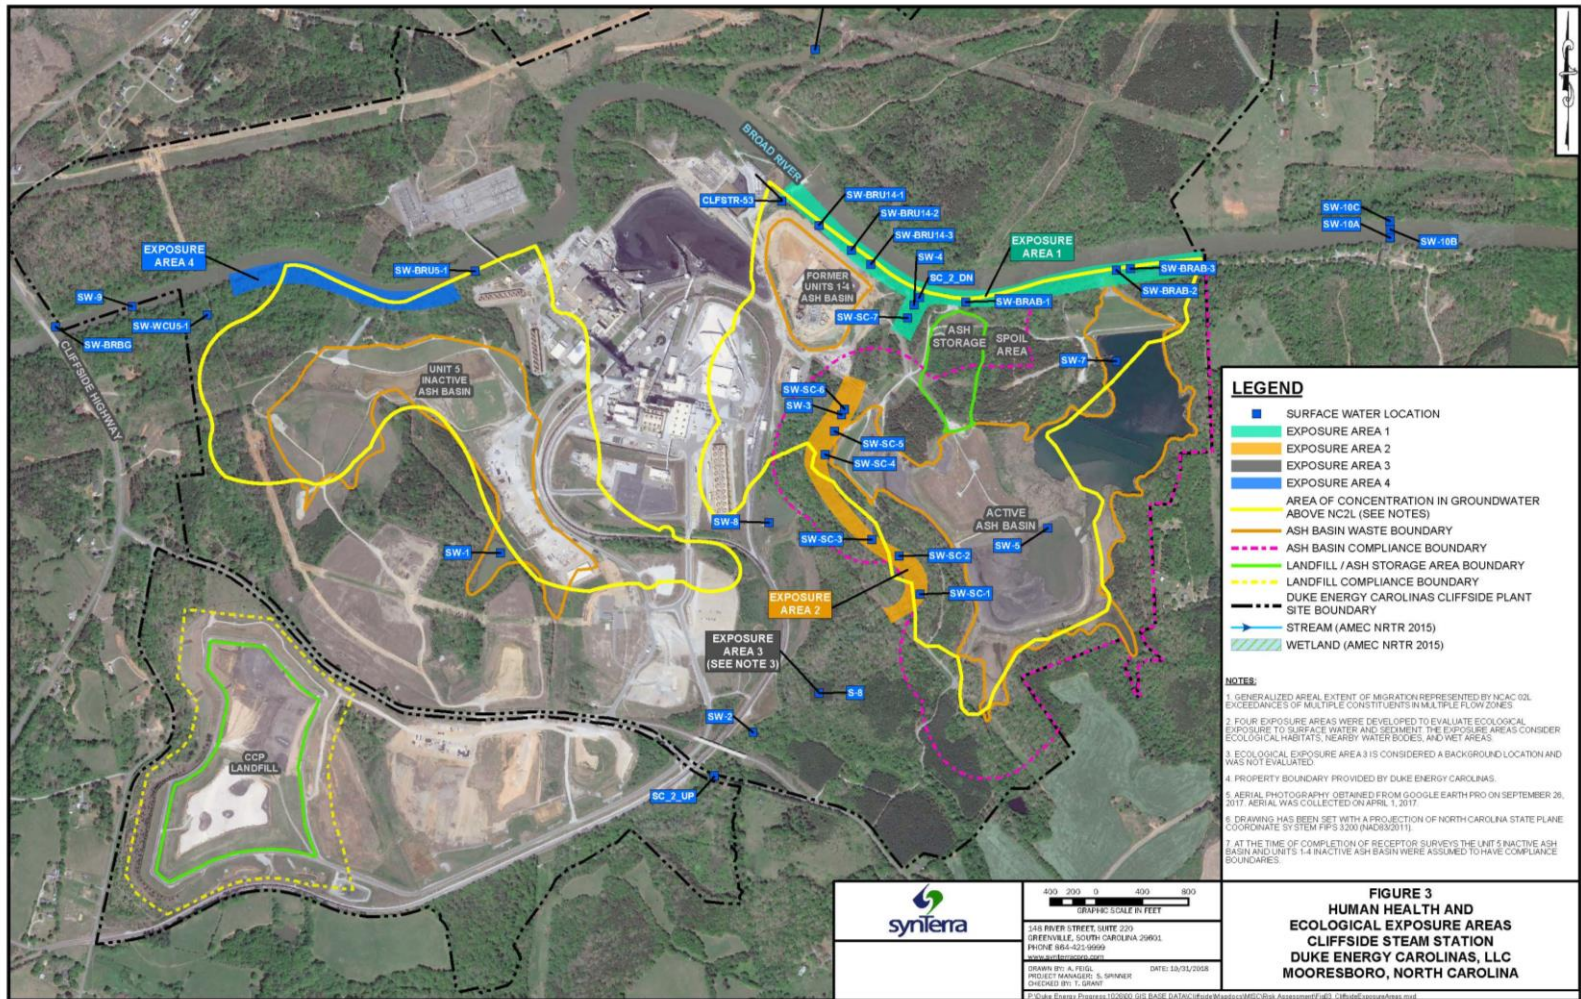 BROAD RIVER
CLFSTR-53
SW-BRU14-1
SW-BRU14-2
SW-BRU14-3
SW-4
SC_2_DN
EXPOSURE
AREA 1
SW-10C
SW-10A
SW-10B
EXPOSURE
AREA 4
SW-BRU5-1
SW-9
SW-WCU5-1
SW-BRBG
CLIFFSIDE HIGHWAY
FORMER
UNITS 1-4
ASH BASIN
SW-SC-7
SW-BRAB-1
SW-BRAB-3
SW-BRAB-2
ASH
STORAGE
SPOIL
AREA
SW-7
UNIT 5
INACTIVE
ASH BASIN
SW-SC-6
SW-3
SW-SC-5
SW-SC-4
SW-8
SW-SC-3
SW-SC-2
SW-SC-1
ACTIVE
ASH BASIN
SW-5
SW-1
EXPOSURE
AREA 2
EXPOSURE
AREA 3
(SEE NOTE 3)
S-8
SW-2
SC_2_UP
CCP
LANDFILL
LEGEND
SURFACE WATER LOCATION
EXPOSURE AREA 1
EXPOSURE AREA 2
EXPOSURE AREA 3
EXPOSURE AREA 4
AREA OF CONCENTRATION IN GROUNDWATER
ABOVE NC2L (SEE NOTES)
ASH BASIN WASTE BOUNDARY
ASH BASIN COMPLIANCE BOUNDARY
LANDFILL / ASH STORAGE AREA BOUNDARY
LANDFILL COMPLIANCE BOUNDARY
DUKE ENERGY CAROLINAS CLIFFSIDE PLANT
SITE BOUNDARY
STREAM (AMEC NRTR 2015)
WETLAND (AMEC NRTR 2015)
NOTES:
1. GENERALIZED AREAL EXTENT OF MIGRATION REPRESENTED BY NCAC 02L
EXCEEDANCES OF MULTIPLE CONSTITUENTS IN MULTIPLE FLOW ZONES.
2. FOUR EXPOSURE AREAS WERE DEVELOPED TO EVALUATE ECOLOGICAL
EXPOSURE TO SURFACE WATER AND SEDIMENT. THE EXPOSURE AREAS CONSIDER
ECOLOGICAL HABITATS, NEARBY WATER BODIES, AND WET AREAS.
3. ECOLOGICAL EXPOSURE AREA 3 IS CONSIDERED A BACKGROUND LOCATION AND
WAS NOT EVALUATED.
4. PROPERTY BOUNDARY PROVIDED BY DUKE ENERGY CAROLINAS.
5. AERIAL PHOTOGRAPHY OBTAINED FROM GOOGLE EARTH PRO ON SEPTEMBER 26,
2017. AERIAL WAS COLLECTED ON APRIL 1, 2017.
6. DRAWING HAS BEEN SET WITH A PROJECTION OF NORTH CAROLINA STATE PLANE
COORDINATE SYSTEM FIPS 3200 (NAD83/2011).
7. AT THE TIME OF COMPLETION OF RECEPTOR SURVEYS THE UNIT 5 INACTIVE ASH
BASIN AND UNITS 1-4 INACTIVE ASH BASIN WERE ASSUMED TO HAVE COMPLIANCE
BOUNDARIES.
synTerra
400 200 0 400 800
GRAPHIC SCALE IN FEET
148 RIVER STREET, SUITE 220
GREENVILLE, SOUTH CAROLINA 29601
PHONE 864-421-9999
www.synterracorp.com
DRAWN BY: A. FEIGL DATE: 10/31/2018
PROJECT MANAGER: S. SPINNER
CHECKED BY: T. GRANT
FIGURE 3
HUMAN HEALTH AND
ECOLOGICAL EXPOSURE AREAS
CLIFFSIDE STEAM STATION
DUKE ENERGY CAROLINAS, LLC
MOORESBORO, NORTH CAROLINA